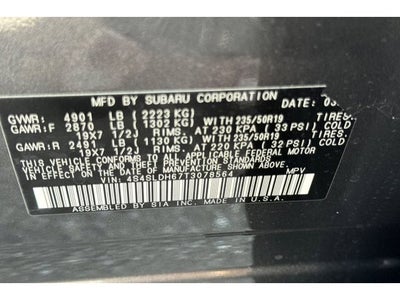 MFD BY SUBARU CORPORATION DATE: 03
GVWR: 4901 LB (2223 KG) TIRES
GAWR:F 2870 LB (1302 KG) WITH 235/50R19
19X7 1/2J RIMS. AT 230 KPA (33 PSI) COLD
GAWR:R 2491 LB (1130 KG) WITH 235/50R19 TIRES
19X7 1/2J RIMS. AT 220 KPA (32 PSI) COLD
THIS VEHICLE CONFORMS TO ALL APPLICABLE FEDERAL MOTOR
VEHICLE SAFETY, BUMPER, AND THEFT PREVENTION STANDARDS
IN EFFECT ON THE DATE OF MANUFACTURE SHOWN ABOVE.
VIN: 4S4SLDH67T3078564 MPV
ASSEMBLED BY SIA INC. MADE IN U.S.A.